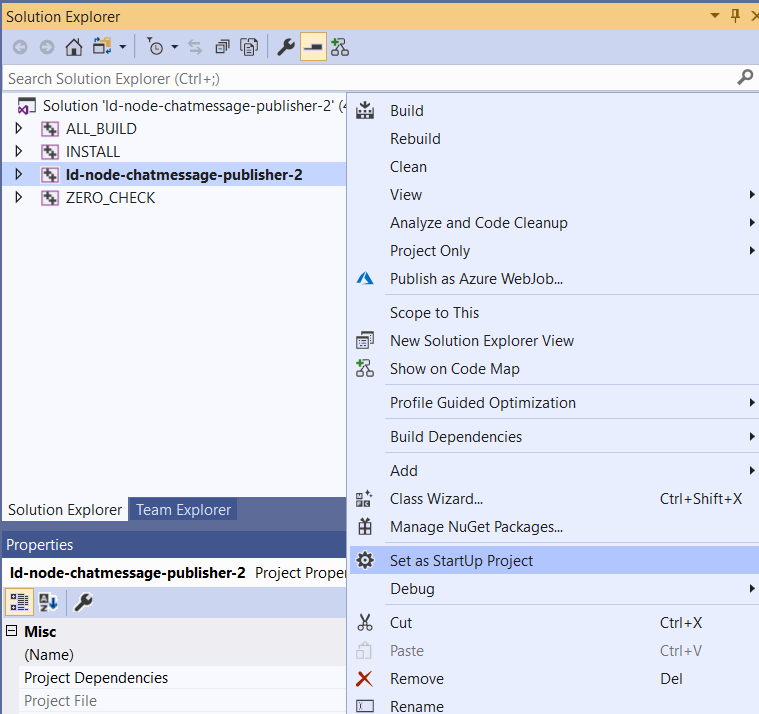 Solution Explorer
Search Solution Explorer (Ctrl+;)
Solution 'ld-node-chatmessage-publisher-2' (4
ALL_BUILD
INSTALL
ld-node-chatmessage-publisher-2
ZERO_CHECK
Build
Rebuild
Clean
View
Analyze and Code Cleanup
Project Only
Publish as Azure WebJob...
Scope to This
New Solution Explorer View
Show on Code Map
Profile Guided Optimization
Build Dependencies
Add
Class Wizard... Ctrl+Shift+X
Manage NuGet Packages...
Set as StartUp Project
Debug
Cut Ctrl+X
Paste Ctrl+V
Remove Del
Rename
Solution Explorer Team Explorer
Properties
ld-node-chatmessage-publisher-2 Project Proper
Misc
(Name)
Project Dependencies
Project File